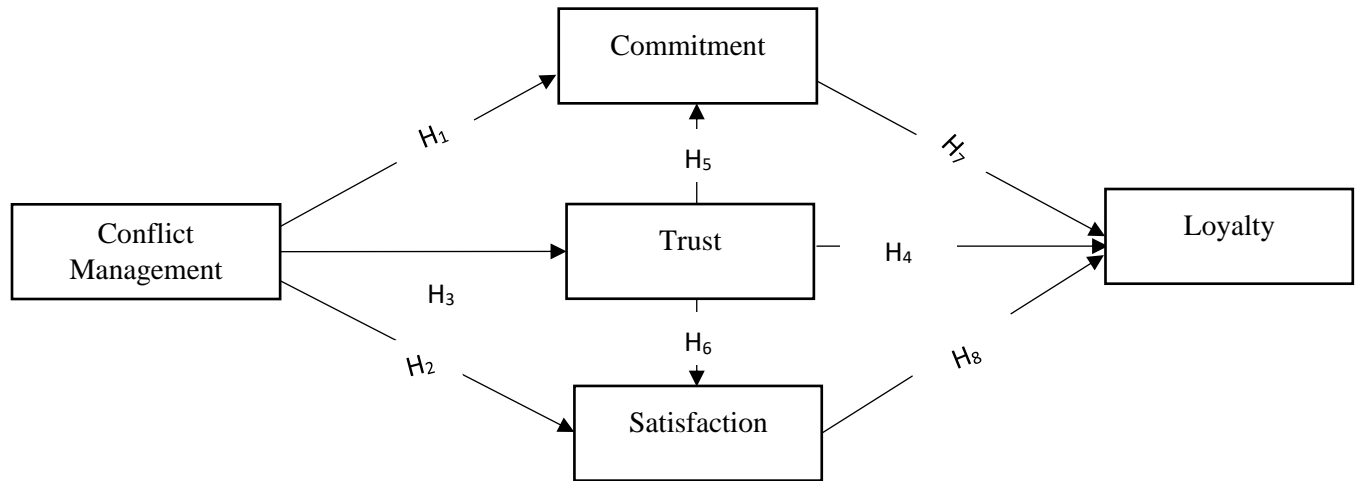 Commitment
H₁
H₇
H₅
Conflict
Management
Trust
Loyalty
H₄
H₃
H₆
H₂
H₈
Satisfaction